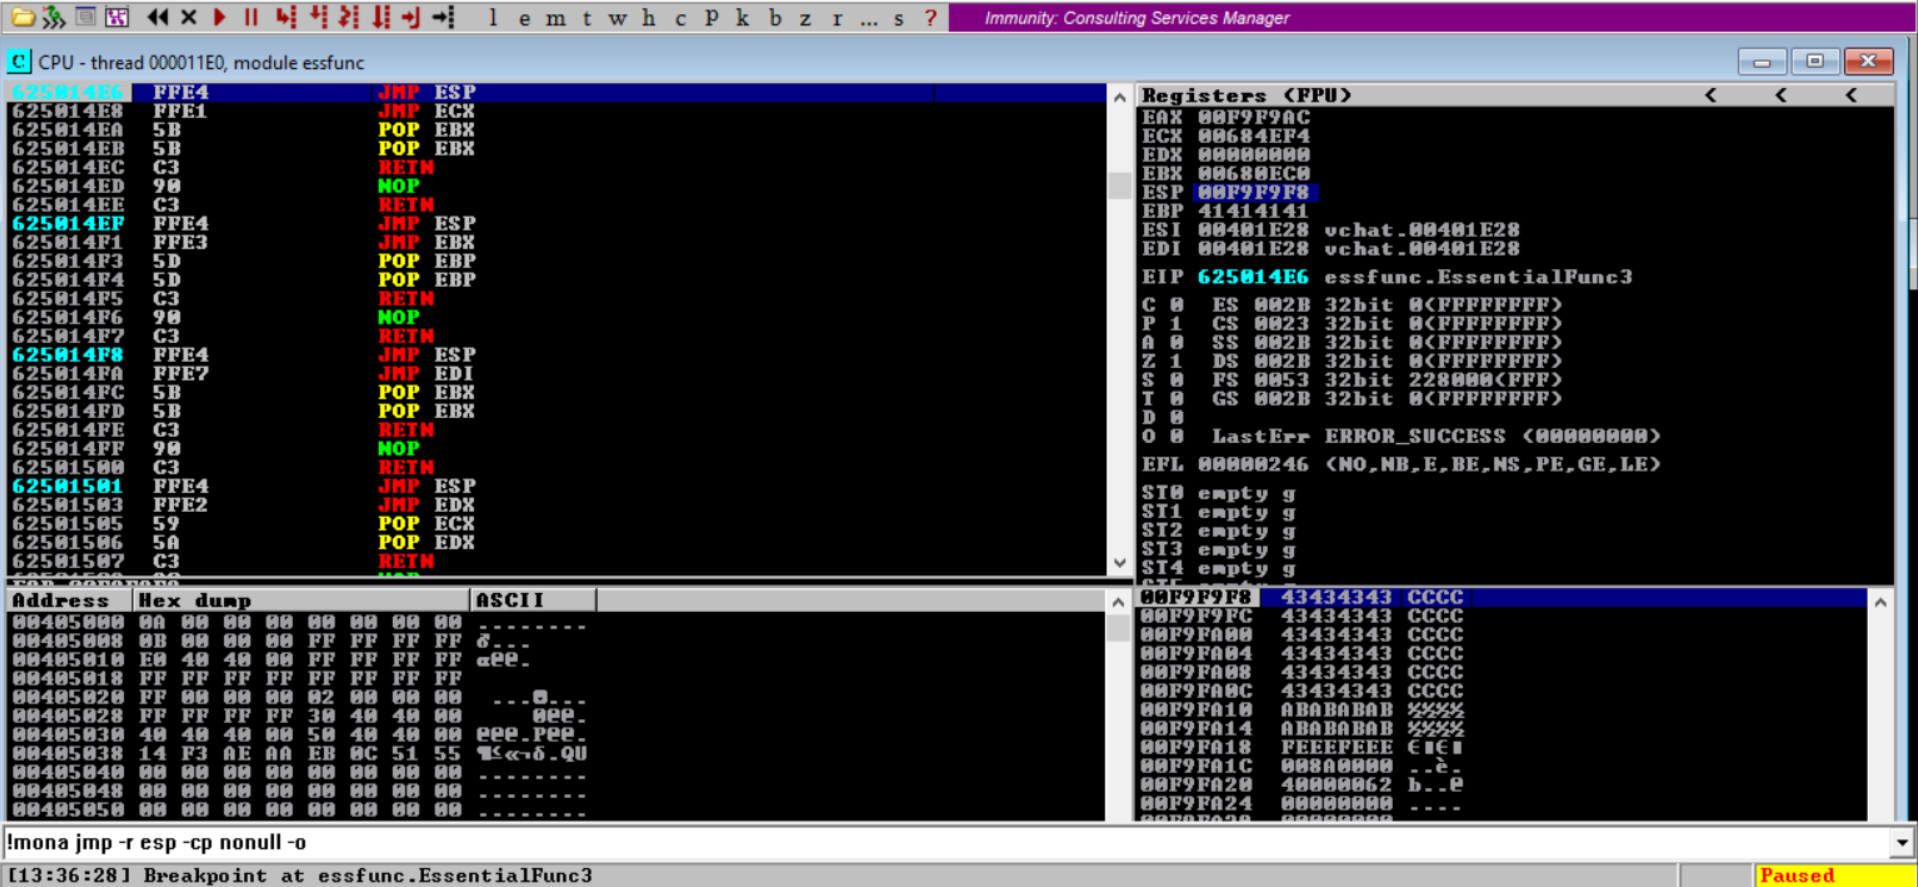 l e m t w h c P k b z r ... s ? Immunity: Consulting Services Manager
C CPU - thread 000011E0, module essfunc
625014E6 FFE4 JMP ESP
625014E8 FFE1 JMP ECX
625014EA 5B POP EBX
625014EB 5B POP EBX
625014EC C3 RETN
625014ED 90 NOP
625014EE C3 RETN
625014EF FFE4 JMP ESP
625014F1 FFE3 JMP EBX
625014F3 5D POP EBP
625014F4 5D POP EBP
625014F5 C3 RETN
625014F6 90 NOP
625014F7 C3 RETN
625014F8 FFE4 JMP ESP
625014FA FFE7 JMP EDI
625014FC 5B POP EBX
625014FD 5B POP EBX
625014FE C3 RETN
625014FF 90 NOP
62501500 C3 RETN
62501501 FFE4 JMP ESP
62501503 FFE2 JMP EDX
62501505 59 POP ECX
62501506 5A POP EDX
62501507 C3 RETN
Registers (FPU) < < <
EAX 00F9F9AC
ECX 00684EF4
EDX 00000000
EBX 00680EC0
ESP 00F9F9F8
EBP 41414141
ESI 00401E28 vchat.00401E28
EDI 00401E28 vchat.00401E28
EIP 625014E6 essfunc.EssentialFunc3
C 0 ES 002B 32bit 0(FFFFFFFF)
P 1 CS 0023 32bit 0(FFFFFFFF)
A 0 SS 002B 32bit 0(FFFFFFFF)
Z 1 DS 002B 32bit 0(FFFFFFFF)
S 0 FS 0053 32bit 228000(FFF)
T 0 GS 002B 32bit 0(FFFFFFFF)
D 0
O 0 LastErr ERROR_SUCCESS (00000000)
EFL 00000246 (NO,NB,E,BE,NS,PE,GE,LE)
ST0 empty g
ST1 empty g
ST2 empty g
ST3 empty g
ST4 empty g
Address Hex dump ASCII
00405000 0A 00 00 00 00 00 00 00 ........
00405008 0B 00 00 00 FF FF FF FF ♂...
00405010 E0 40 40 00 FF FF FF FF α@@.
00405018 FF FF FF FF FF FF FF FF
00405020 FF 00 00 00 02 00 00 00 ...☻...
00405028 FF FF FF FF 30 40 40 00 0@@.
00405030 40 40 40 00 50 40 40 00 @@@.P@@.
00405038 14 F3 AE AA EB 0C 51 55 ¶≤«¬δ.QU
00405040 00 00 00 00 00 00 00 00 ........
00405048 00 00 00 00 00 00 00 00 ........
00405050 00 00 00 00 00 00 00 00 ........
00F9F9F8 43434343 CCCC
00F9F9FC 43434343 CCCC
00F9FA00 43434343 CCCC
00F9FA04 43434343 CCCC
00F9FA08 43434343 CCCC
00F9FA0C 43434343 CCCC
00F9FA10 ABABABAB ½½½½
00F9FA14 ABABABAB ½½½½
00F9FA18 FEEEFEEE
00F9FA1C 008A0000 ..è.
00F9FA20 40000062 b..@
00F9FA24 00000000 ....
!mona jmp -r esp -cp nonull -o
[13:36:28] Breakpoint at essfunc.EssentialFunc3 Paused